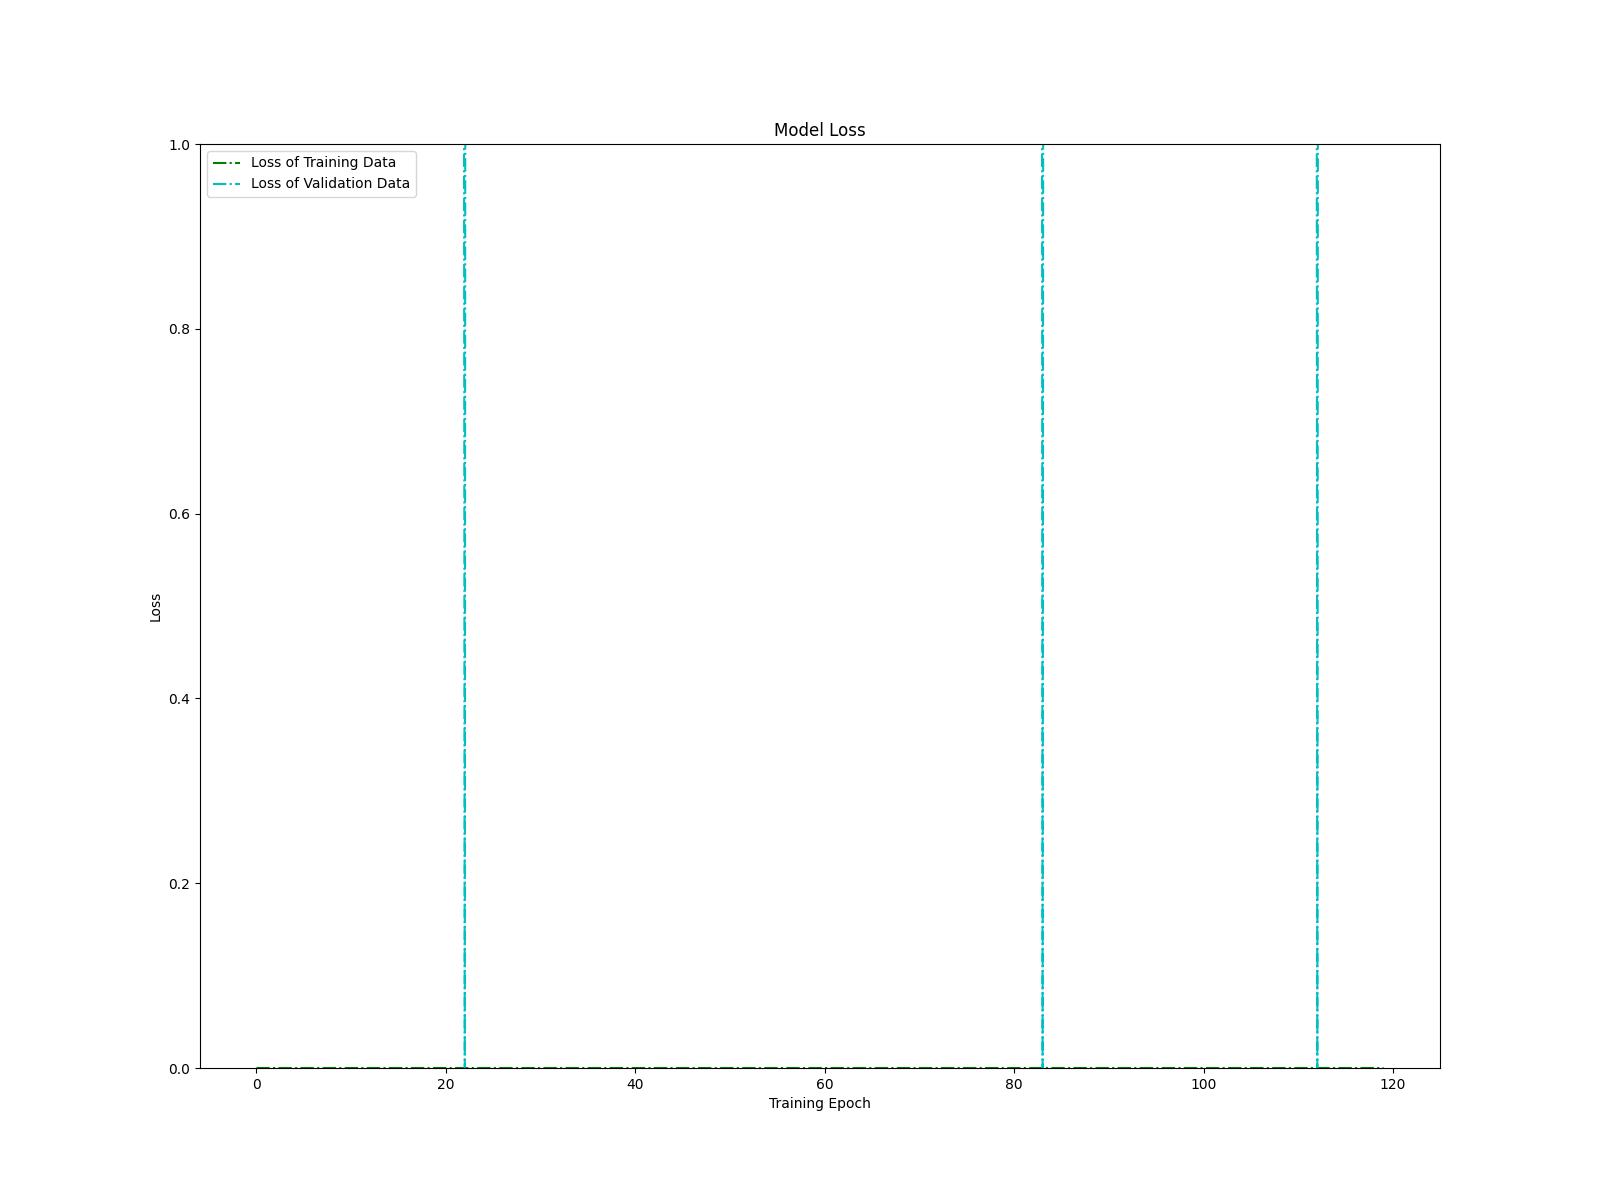 Model Loss
Loss of Training Data
Loss of Validation Data
1.0
0.8
0.6
0.4
0.2
0.0
Loss
0 20 40 60 80 100 120
Training Epoch